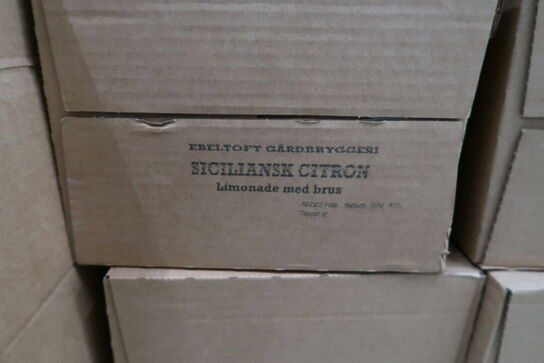 EBELTOFT GÅRDBRYGGERI
SICILIANSK CITRON
Limonade med brus